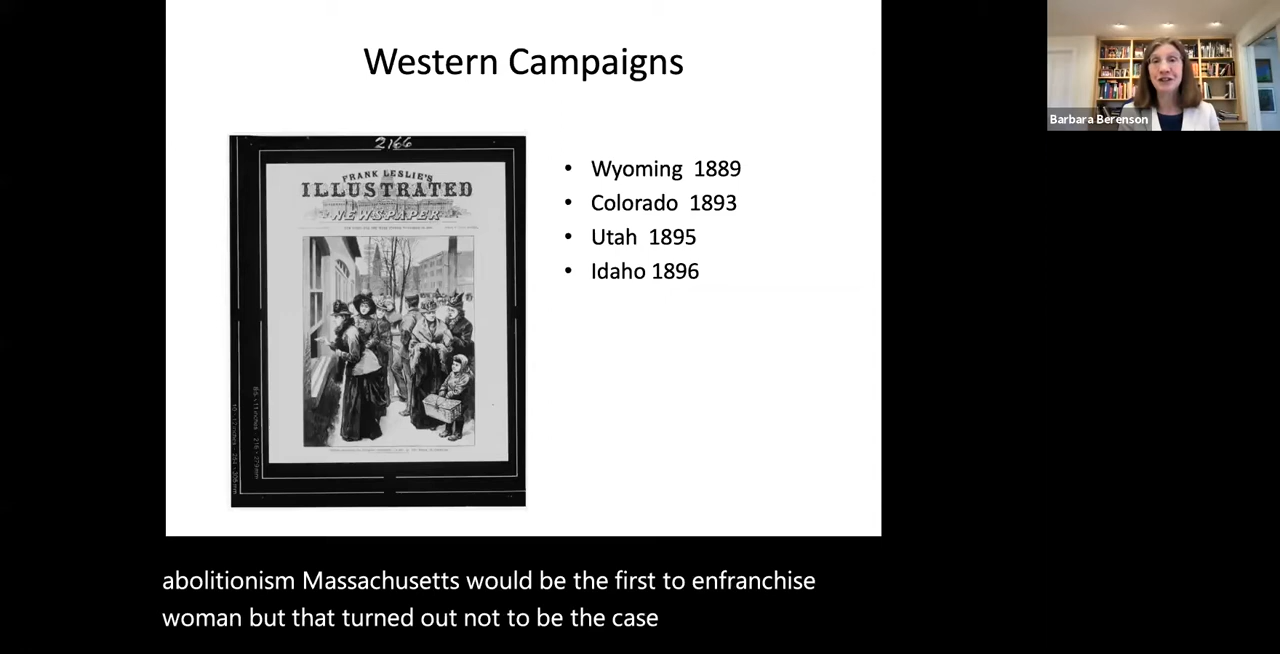 Western Campaigns
Barbara Berenson
2166
FRANK LESLIE'S
ILLUSTRATED
NEWSPAPER
• Wyoming 1889
• Colorado 1893
• Utah 1895
• Idaho 1896
abolitionism Massachusetts would be the first to enfranchise
woman but that turned out not to be the case